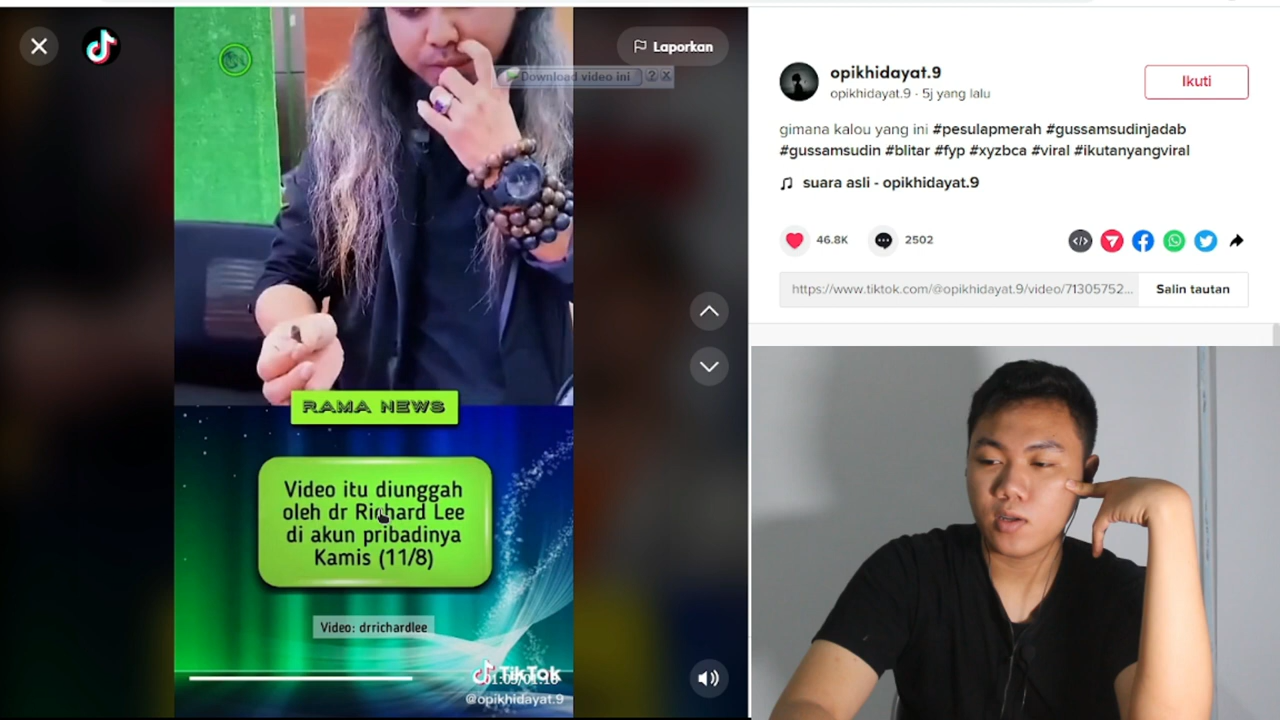 Laporkan
Download video ini ? X
RAMA NEWS
Video itu diunggah
oleh dr Richard Lee
di akun pribadinya
Kamis (11/8)
Video: drrichardlee
TikTok
@opikhidayat.9
opikhidayat.9
opikhidayat.9 · 5j yang lalu
Ikuti
gimana kalou yang ini #pesulapmerah #gussamsudinjadab
#gussamsudin #blitar #fyp #xyzbca #viral #ikutanyangviral
suara asli - opikhidayat.9
46.8K
2502
https://www.tiktok.com/@opikhidayat.9/video/71305752...
Salin tautan